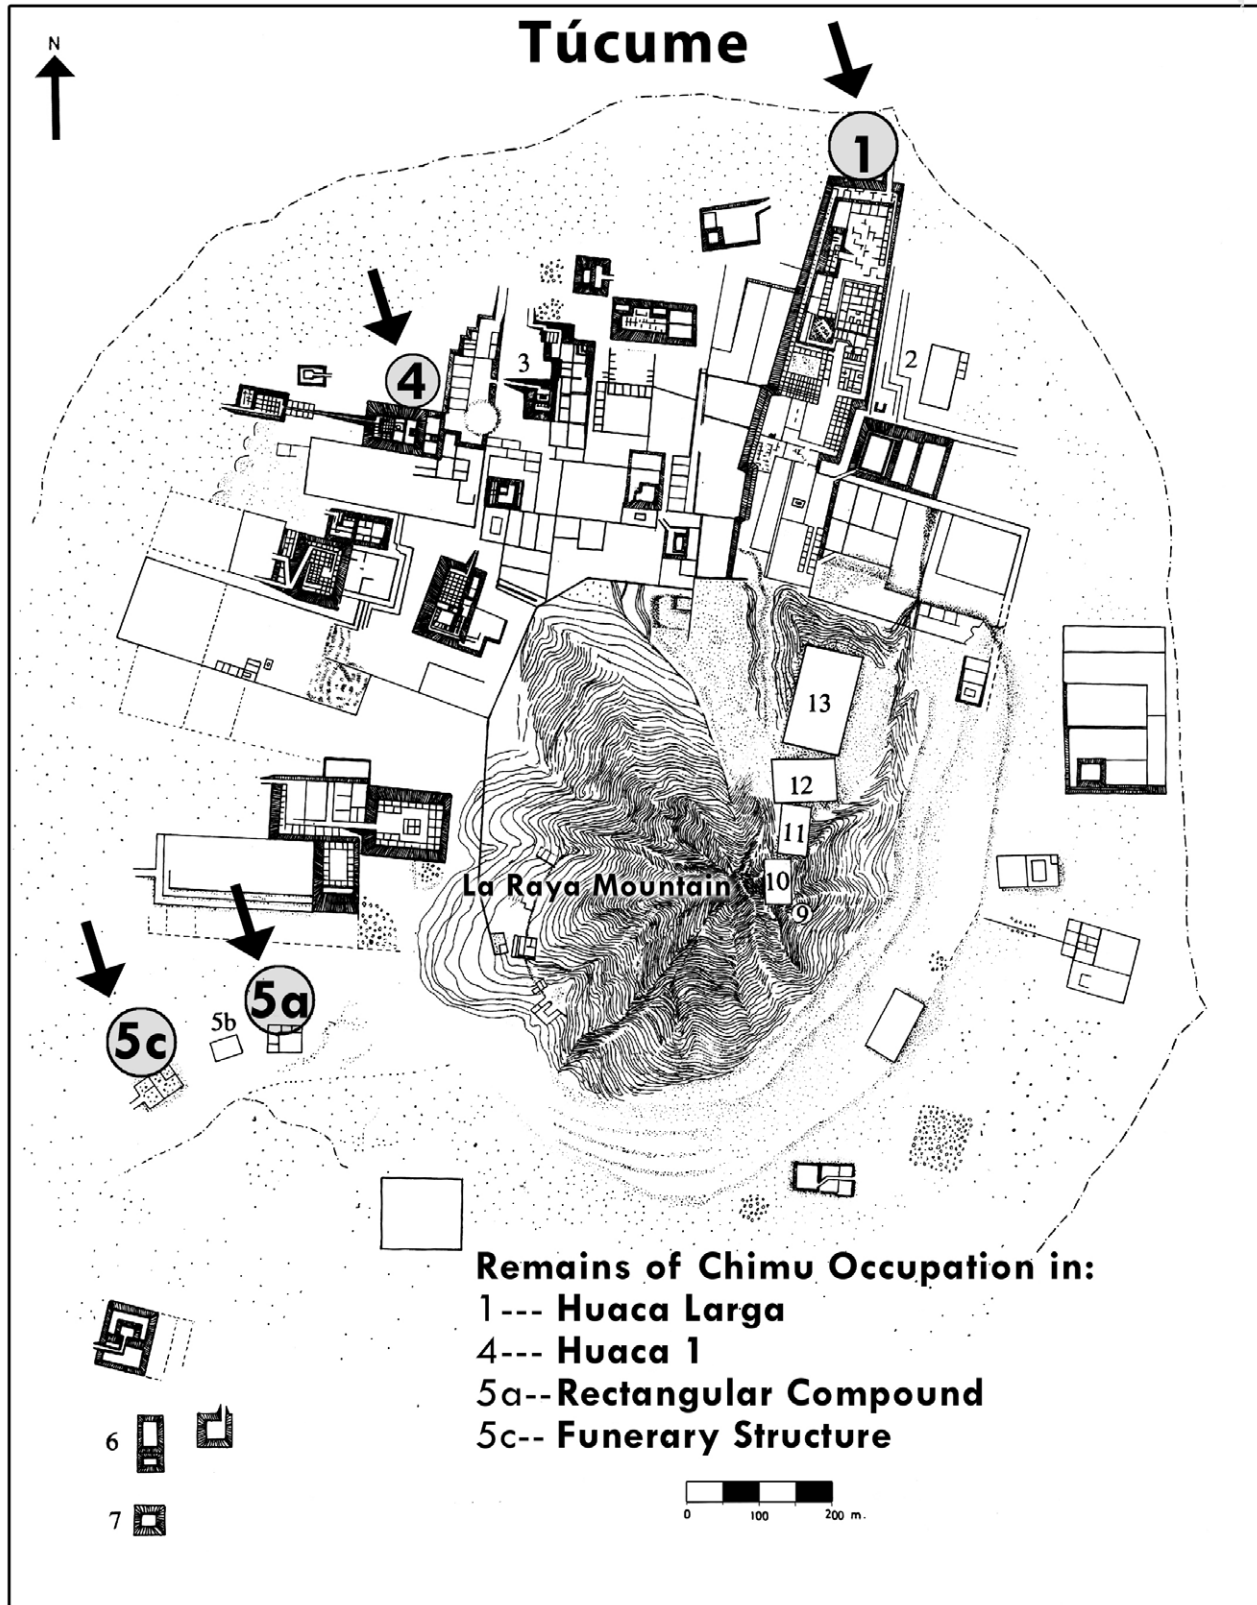 Túcume
N
1
2
3
4
13
12
11
La Raya Mountain
10
9
5a
5b
5c
Remains of Chimu Occupation in:
1--- Huaca Larga
4--- Huaca 1
5a-- Rectangular Compound
5c-- Funerary Structure
6
7
0 100 200 m.